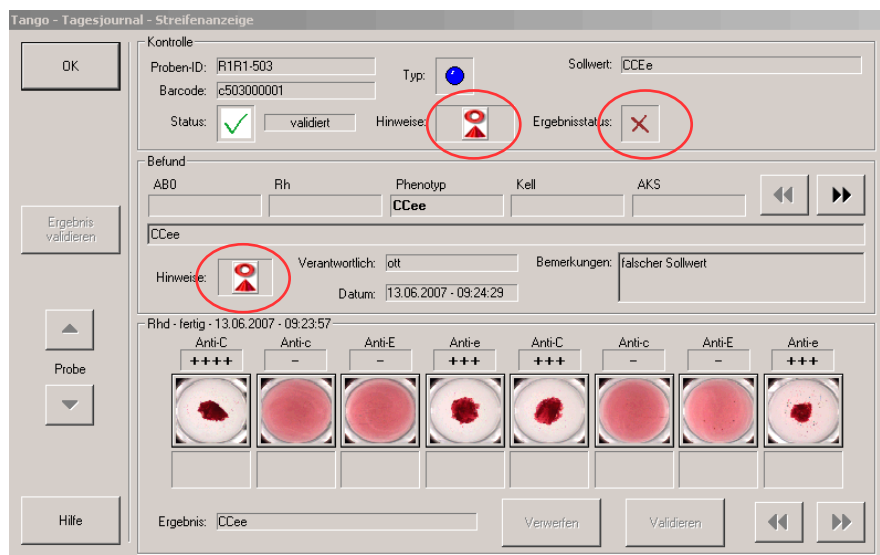 Tango - Tagesjournal - Streifenanzeige
OK
Kontrolle
Proben-ID: R1R1-503
Typ:
Sollwert: CCEe
Barcode: c503000001
Status: validiert
Hinweise:
Ergebnisstatus:
Befund
AB0 Rh Phenotyp Kell AKS
CCee
CCee
Ergebnis
validieren
Hinweise:
Verantwortlich: ott
Bemerkungen: falscher Sollwert
Datum: 13.06.2007 - 09:24:29
Rhd - fertig - 13.06.2007 - 09:23:57
Anti-C Anti-c Anti-E Anti-e Anti-C Anti-c Anti-E Anti-e
++++ - - +++ +++ - - +++
Probe
Hilfe
Ergebnis: CCee
Verwerfen
Validieren